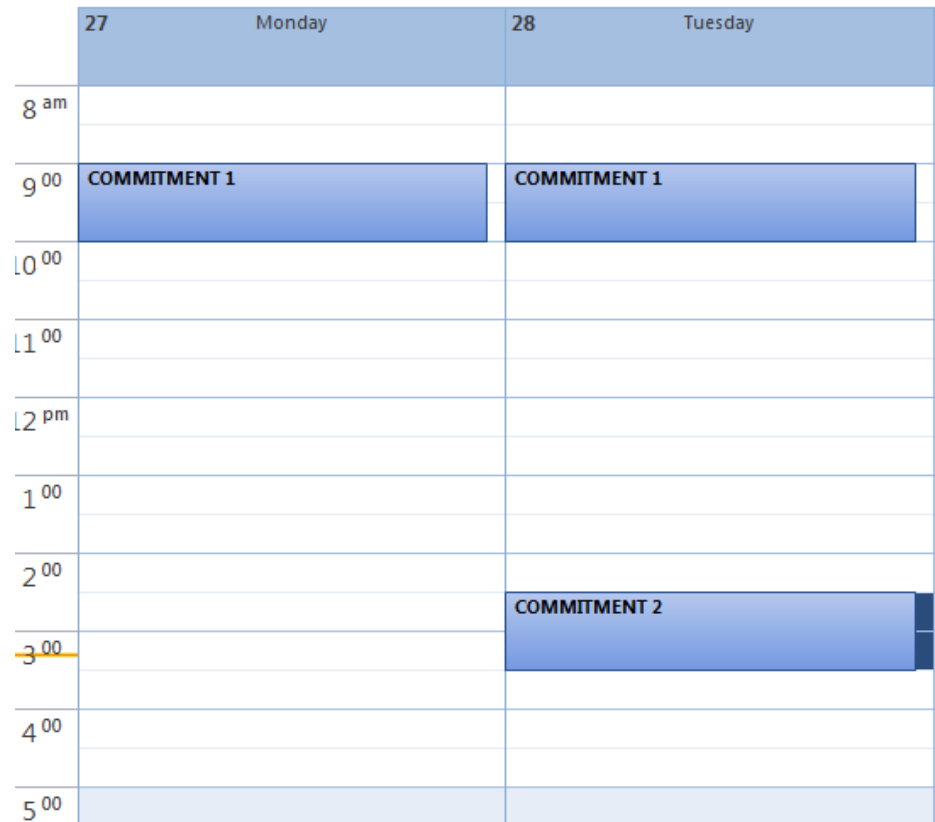 27 Monday 28 Tuesday
8 am
9 00 COMMITMENT 1 COMMITMENT 1
10 00
11 00
12 pm
1 00
2 00
COMMITMENT 2
3 00
4 00
5 00